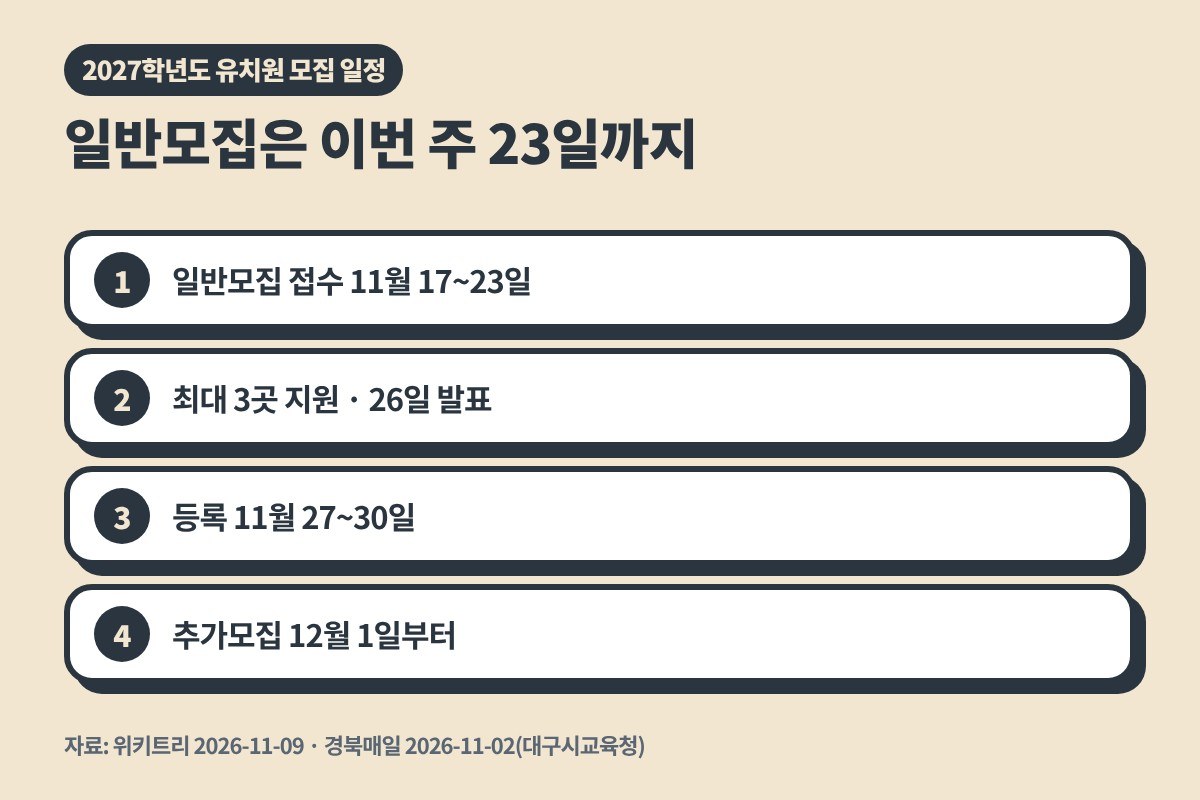 2027학년도 유치원 모집 일정
일반모집은 이번 주 23일까지
1 일반모집 접수 11월 17~23일
2 최대 3곳 지원 · 26일 발표
3 등록 11월 27~30일
4 추가모집 12월 1일부터
자료: 위키트리 2026-11-09 · 경북매일 2026-11-02(대구시교육청)